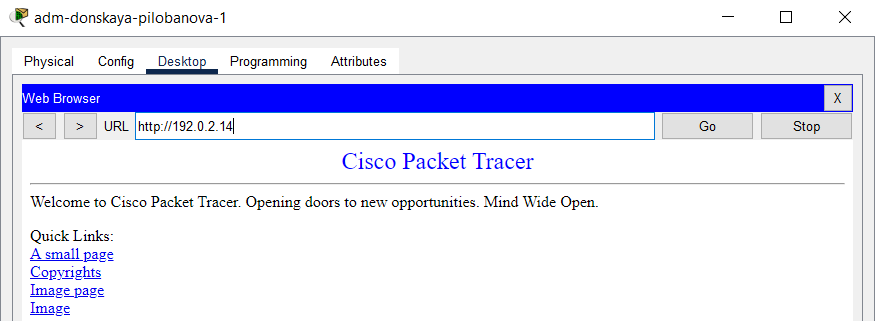 adm-donskaya-pilobanova-1
Physical Config Desktop Programming Attributes
Web Browser X
< > URL http://192.0.2.14 Go Stop
Cisco Packet Tracer
Welcome to Cisco Packet Tracer. Opening doors to new opportunities. Mind Wide Open.
Quick Links:
A small page
Copyrights
Image page
Image